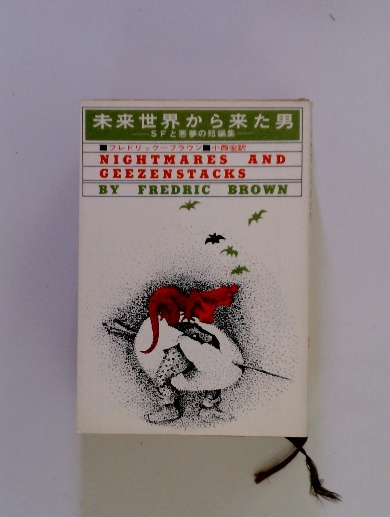 未来世界から来た男
SFと悪夢の短編集
■フレドリック・ブラウン■小西宏訳
NIGHTMARES AND
GEEZENSTACKS
BY FREDRIC BROWN